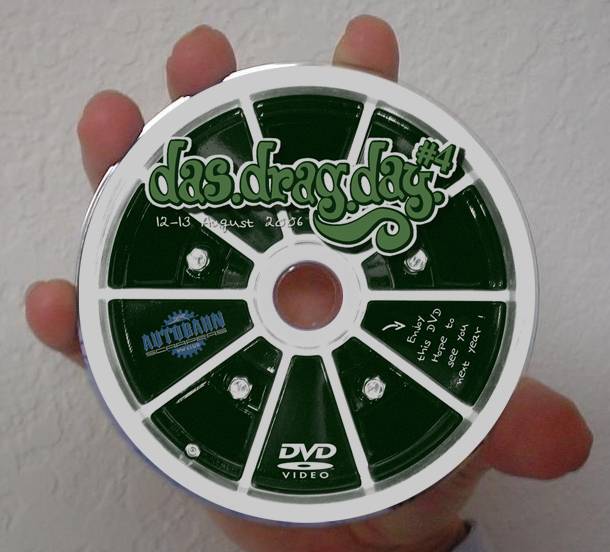 das.drag.day. #4
12-13 August 2006
AUTOBAHN
SCRAPERS
Enjoy
this DVD
Hope to
see you
next year !
DVD
VIDEO